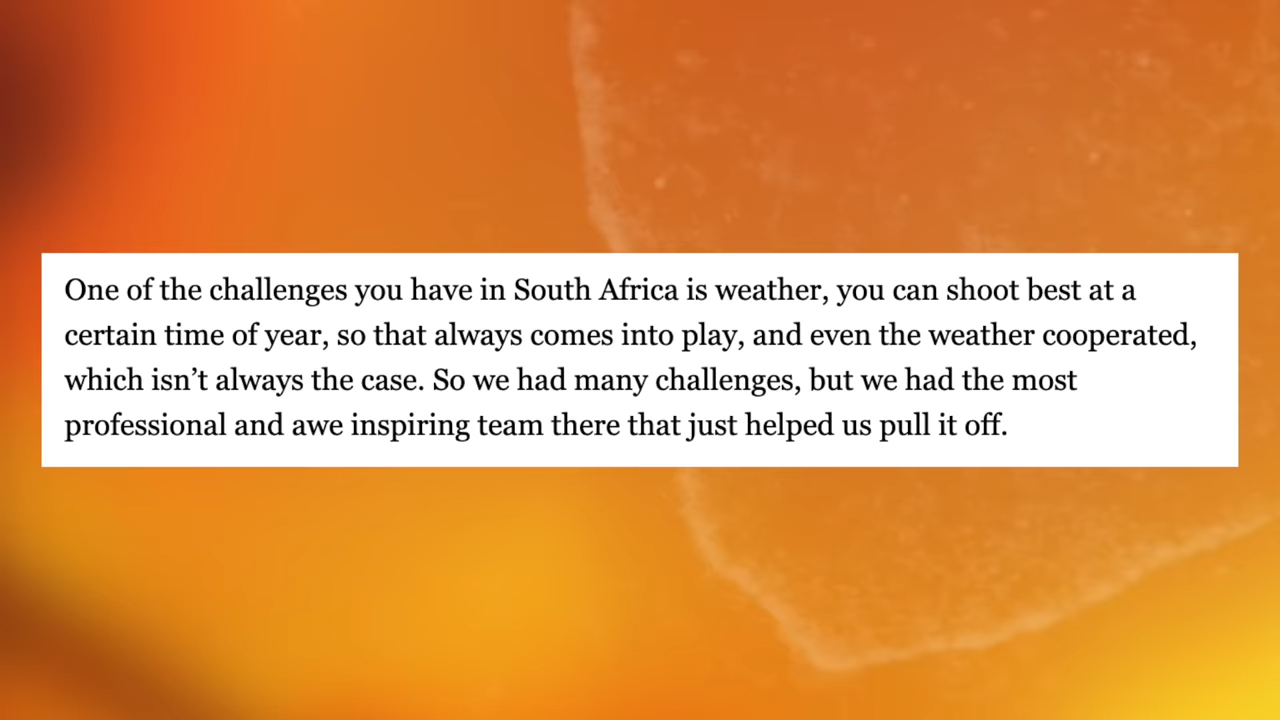 One of the challenges you have in South Africa is weather, you can shoot best at a
certain time of year, so that always comes into play, and even the weather cooperated,
which isn’t always the case. So we had many challenges, but we had the most
professional and awe inspiring team there that just helped us pull it off.